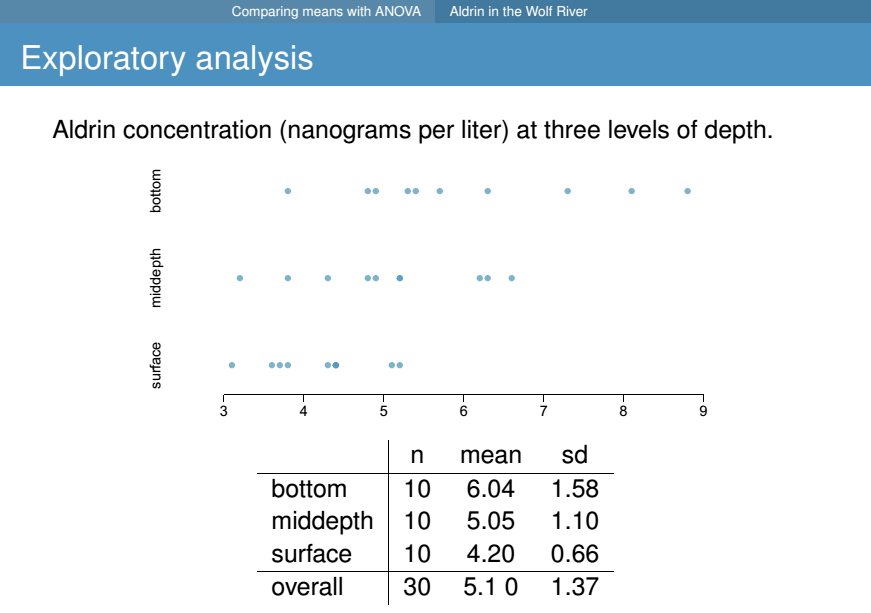 Comparing means with ANOVA Aldrin in the Wolf River
Exploratory analysis
Aldrin concentration (nanograms per liter) at three levels of depth.
bottom
middepth
surface
3 4 5 6 7 8 9
n mean sd
bottom 10 6.04 1.58
middepth 10 5.05 1.10
surface 10 4.20 0.66
overall 30 5.1 0 1.37